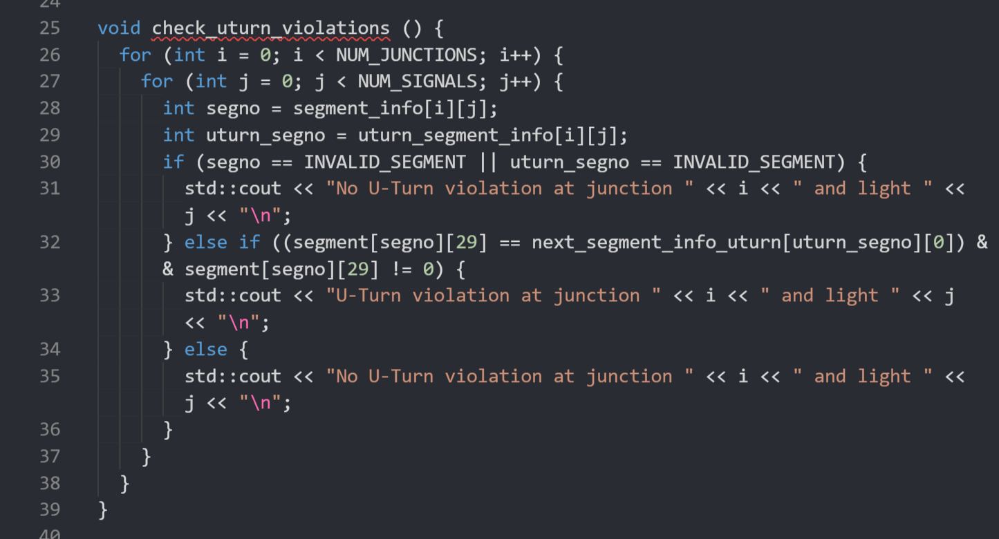 24
25 void check_uturn_violations () {
26 for (int i = 0; i < NUM_JUNCTIONS; i++) {
27 for (int j = 0; j < NUM_SIGNALS; j++) {
28 int segno = segment_info[i][j];
29 int uturn_segno = uturn_segment_info[i][j];
30 if (segno == INVALID_SEGMENT || uturn_segno == INVALID_SEGMENT) {
31 std::cout << "No U-Turn violation at junction " << i << " and light " <<
j << "\n";
32 } else if ((segment[segno][29] == next_segment_info_uturn[uturn_segno][0]) &
& segment[segno][29] != 0) {
33 std::cout << "U-Turn violation at junction " << i << " and light " << j
<< "\n";
34 } else {
35 std::cout << "No U-Turn violation at junction " << i << " and light " <<
j << "\n";
36 }
37 }
38 }
39 }
40